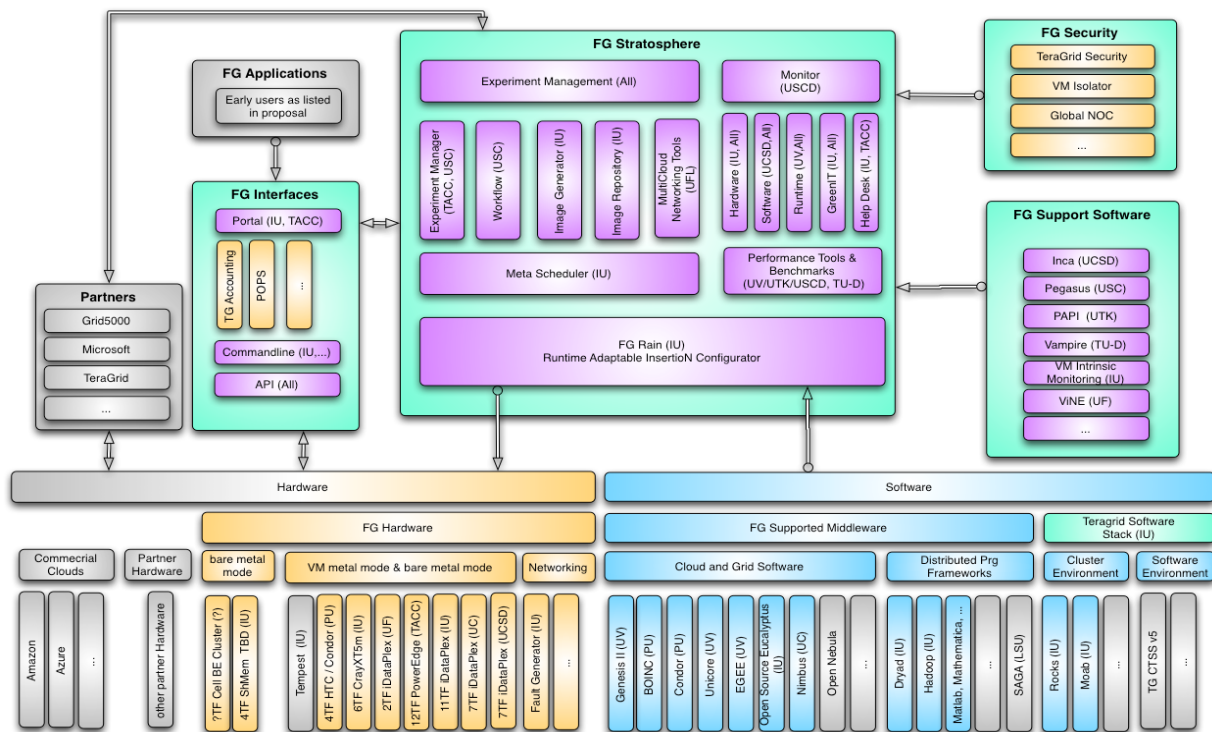 FG Stratosphere
Experiment Management (All)
Monitor
(USCD)
Experiment Manager
(TACC, USC)
Workflow (USC)
Image Generator (IU)
Image Repository (IU)
MultiCloud
Networking Tools
(UFL)
Hardware (IU, All)
Software (UCSD,All)
Runtime (UV,All)
GreenIT (IU, All)
Help Desk (IU, TACC)
Meta Scheduler (IU)
Performance Tools &
Benchmarks
(UV/UTK/USCD, TU-D)
FG Rain (IU)
Runtime Adaptable InsertioN Configurator
FG Applications
Early users as listed
in proposal
FG Interfaces
Portal (IU, TACC)
TG Accounting
POPS
...
Commandline (IU,...)
API (All)
Partners
Grid5000
Microsoft
TeraGrid
...
FG Security
TeraGrid Security
VM Isolator
Global NOC
...
FG Support Software
Inca (UCSD)
Pegasus (USC)
PAPI (UTK)
Vampire (TU-D)
VM Intrinsic
Monitoring (IU)
ViNE (UF)
...
Hardware
Software
FG Hardware
FG Supported Middleware
Teragrid Software
Stack (IU)
Commecrial
Clouds
Partner
Hardware
bare metal
mode
VM metal mode & bare metal mode
Networking
Cloud and Grid Software
Distributed Prg
Frameworks
Cluster
Environment
Software
Environment
Amazon
Azure
...
other partner Hardware
?TF Cell BE Cluster (?)
4TF ShMem TBD (IU)
Tempest (IU)
4TF HTC / Condor (PU)
6TF CrayXT5m (IU)
2TF iDataPlex (UF)
12TF PowerEdge (TACC)
11TF iDataPlex (IU)
7TF iDataPlex (UC)
7TF iDataPlex (UCSD)
Fault Generator (IU)
...
Genesis II (UV)
BOINC (PU)
Condor (PU)
Unicore (UV)
EGEE (UV)
Open Source Eucalyptus
(IU)
Nimbus (UC)
Open Nebula
...
Dryad (IU)
Hadoop (IU)
Matlab, Mathematica, ...
...
SAGA (LSU)
Rocks (IU)
Moab (IU)
...
TG CTSS v5
...